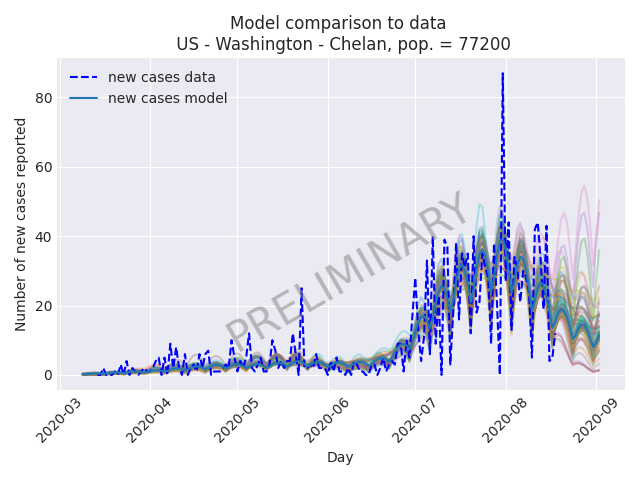 Model comparison to data
US - Washington - Chelan, pop. = 77200
new cases data
new cases model
PRELIMINARY
Number of new cases reported
80
60
40
20
0
2020-03
2020-04
2020-05
2020-06
2020-07
2020-08
2020-09
Day